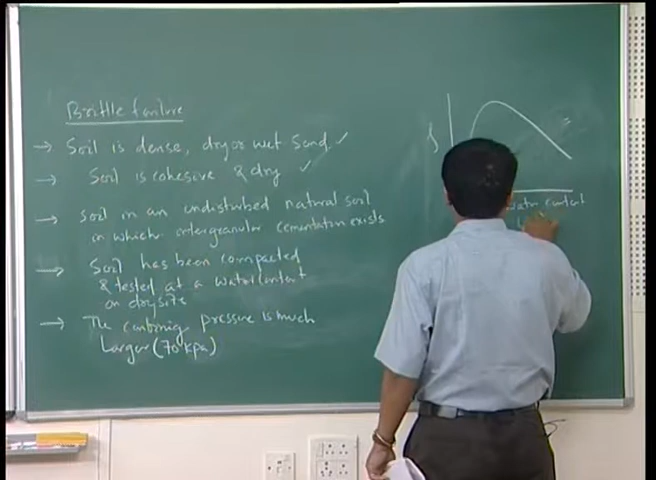 Brittle failure
→ Soil is dense, dry or wet sand ✓
→ Soil is cohesive & dry ✓
→ Soil in an undisturbed natural soil
in which intergranular cementation exists
→ Soil has been compacted
& tested at a water content
on dry side
→ The confining pressure is much
Larger (70 kpa)
water content